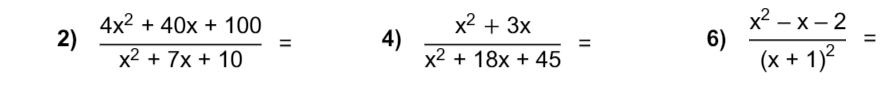 2) (4x² + 40x + 100)/(x² + 7x + 10) =
4) (x² + 3x)/(x² + 18x + 45) =
6) (x² – x – 2)/(x + 1)² =